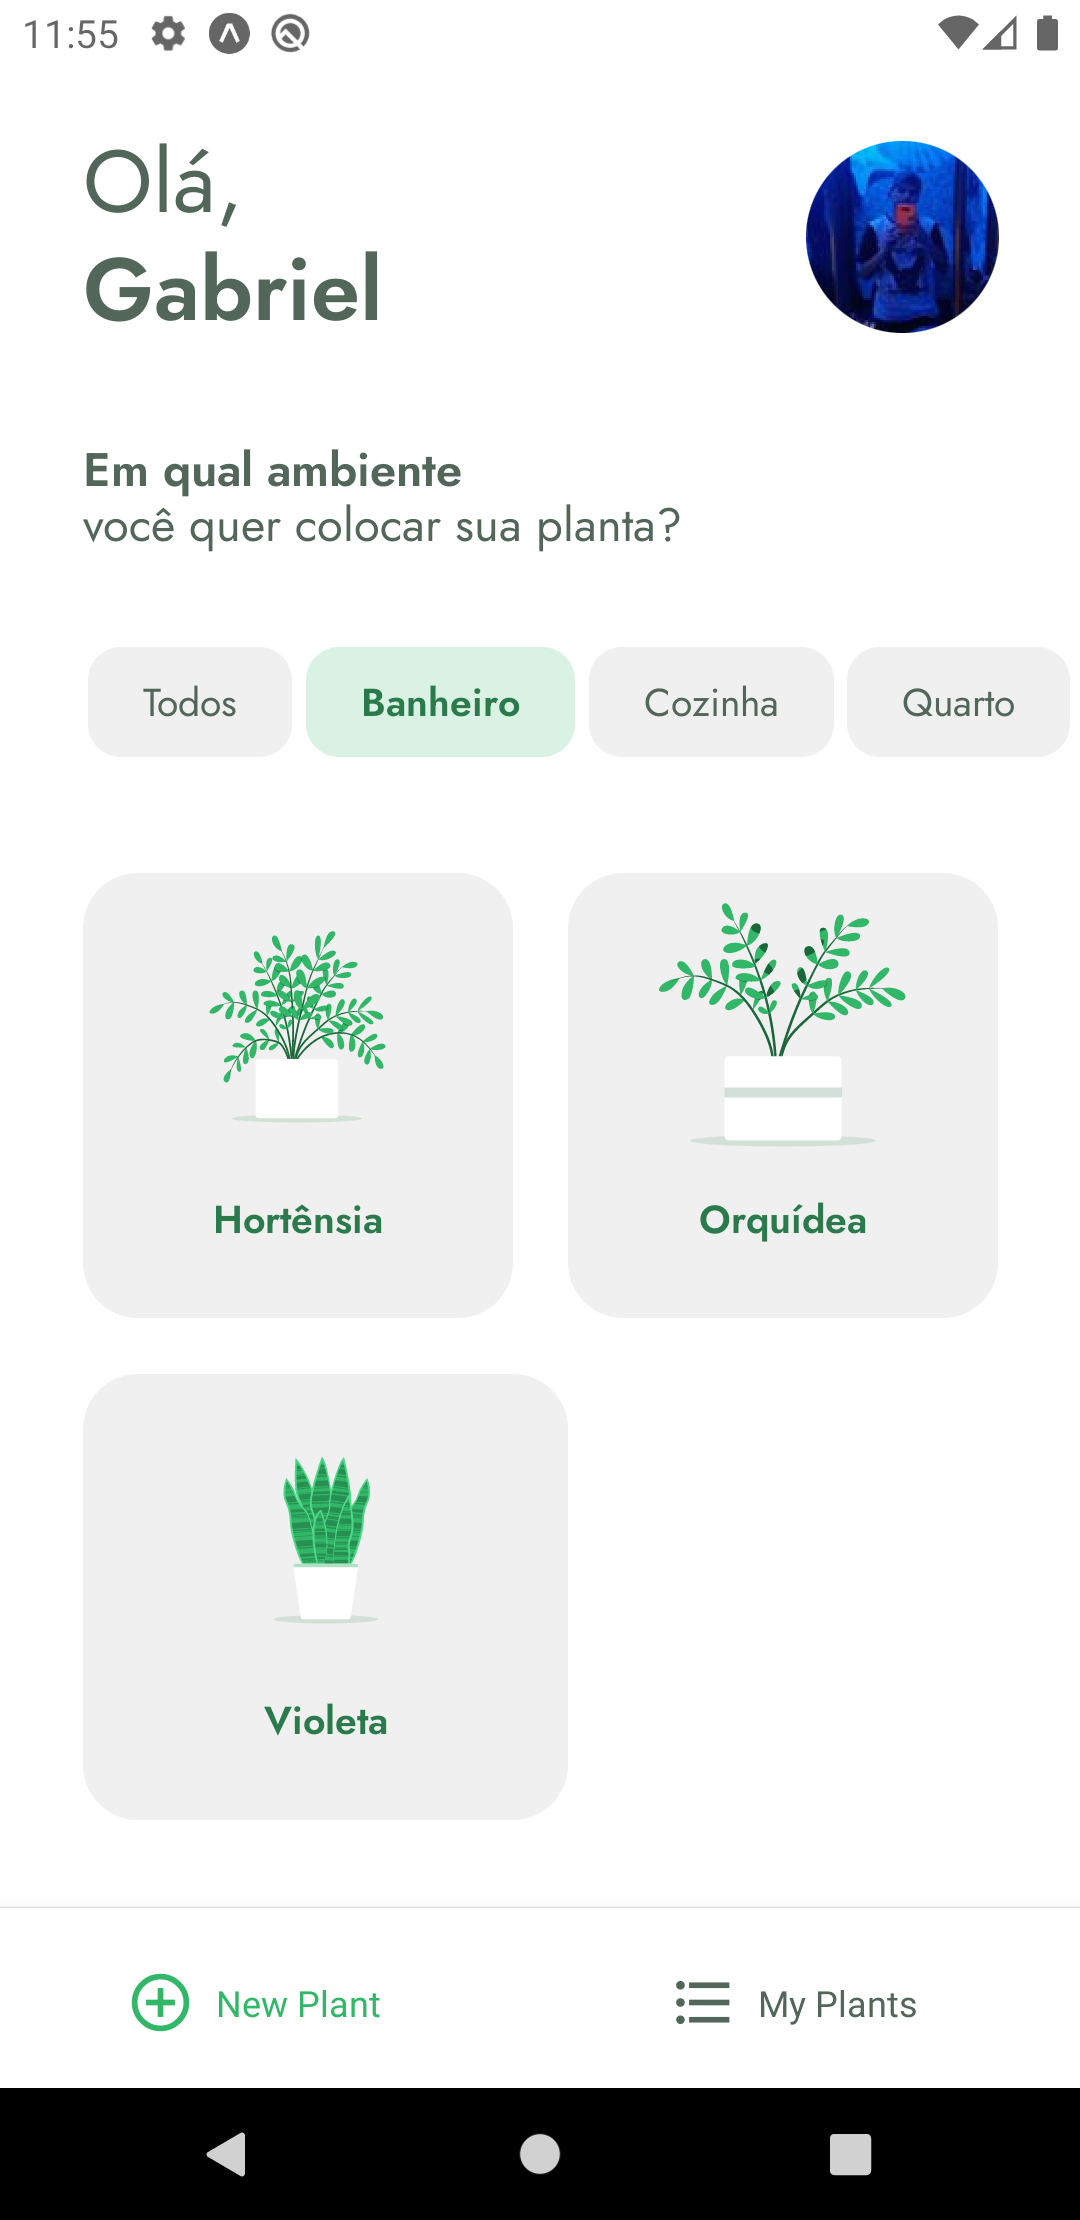 11:55
Olá,
Gabriel
Em qual ambiente
você quer colocar sua planta?
Todos
Banheiro
Cozinha
Quarto
Hortênsia
Orquídea
Violeta
New Plant
My Plants